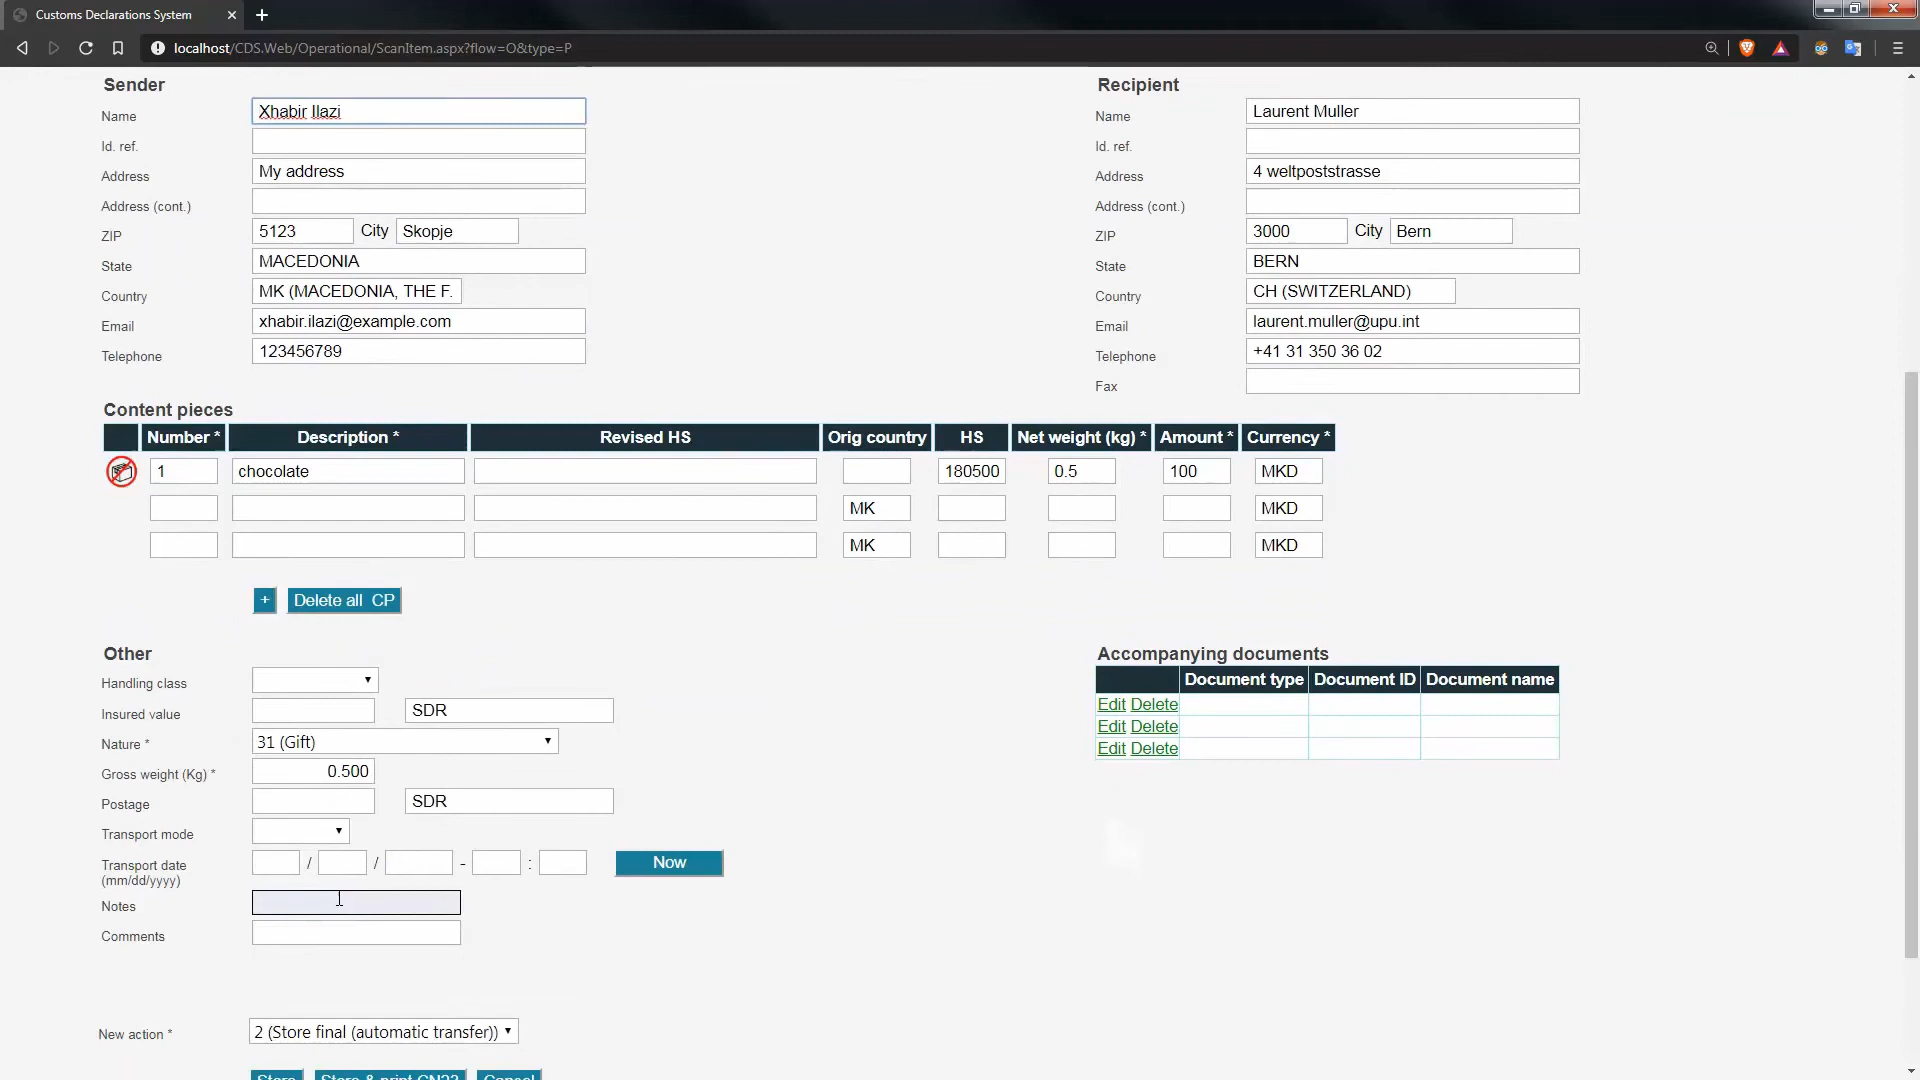 Customs Declarations System
localhost/CDS.Web/Operational/ScanItem.aspx?flow=O&type=P
Sender
Name Xhabir Ilazi
Id. ref.
Address My address
Address (cont.)
ZIP 5123 City Skopje
State MACEDONIA
Country MK (MACEDONIA, THE F.
Email xhabir.ilazi@example.com
Telephone 123456789
Recipient
Name Laurent Muller
Id. ref.
Address 4 weltpoststrasse
Address (cont.)
ZIP 3000 City Bern
State BERN
Country CH (SWITZERLAND)
Email laurent.muller@upu.int
Telephone +41 31 350 36 02
Fax
Content pieces
Number * Description * Revised HS Orig country HS Net weight (kg) * Amount * Currency *
1 chocolate 180500 0.5 100 MKD
MK MKD
MK MKD
+ Delete all CP
Other
Handling class
Insured value SDR
Nature * 31 (Gift)
Gross weight (Kg) * 0.500
Postage SDR
Transport mode
Transport date / / - : Now
(mm/dd/yyyy)
Notes
Comments
Accompanying documents
Document type Document ID Document name
Edit Delete
Edit Delete
Edit Delete
New action * 2 (Store final (automatic transfer))
Store Store & print CN23 Cancel